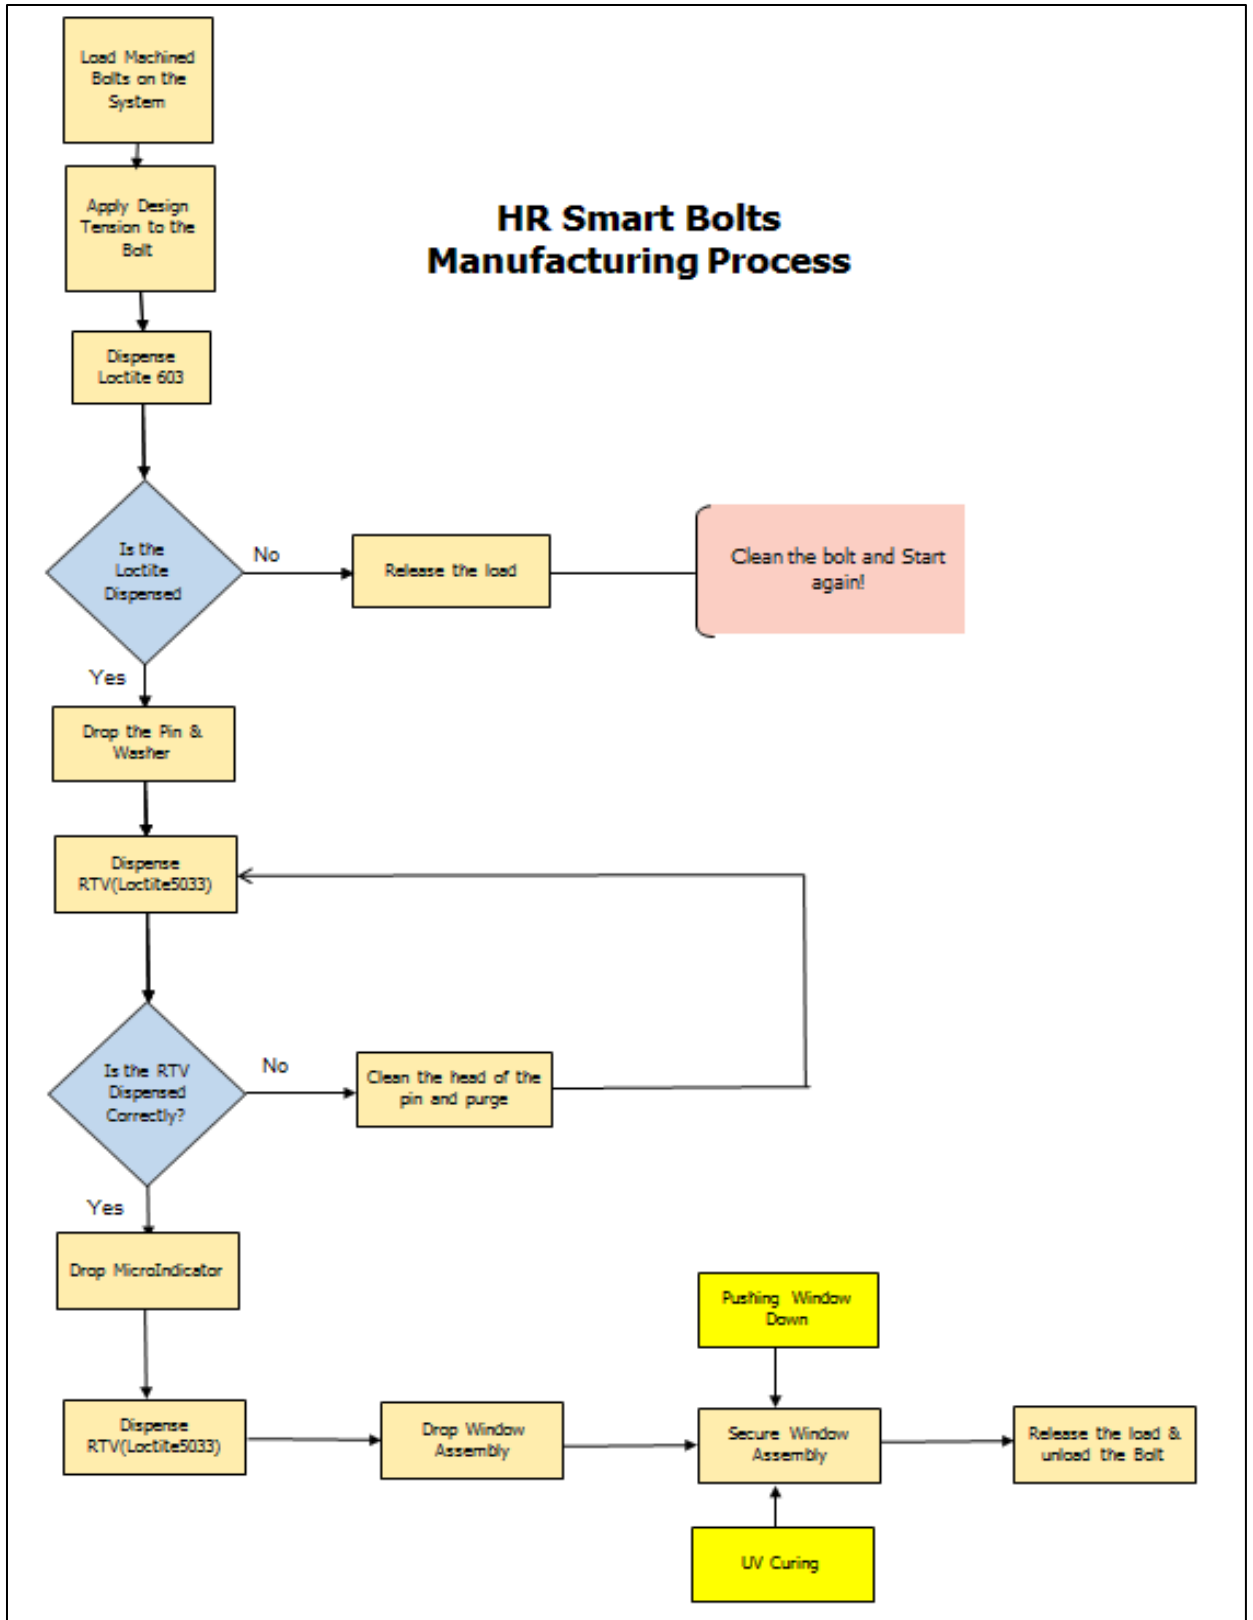 Load Machined
Bolts on the
System
Apply Design
Tension to the
Bolt
HR Smart Bolts
Manufacturing Process
Dispense
Loctite 603
Is the
Loctite
Dispensed
No
Release the load
Clean the bolt and Start
again!
Yes
Drop the Pin &
Washer
Dispense
RTV(Loctite5033)
Is the RTV
Dispensed
Correctly?
No
Clean the head of the
pin and purge
Yes
Drop MicroIndicator
Pushing Window
Down
Dispense
RTV(Loctite5033)
Drop Window
Assembly
Secure Window
Assembly
Release the load &
unload the Bolt
UV Curing